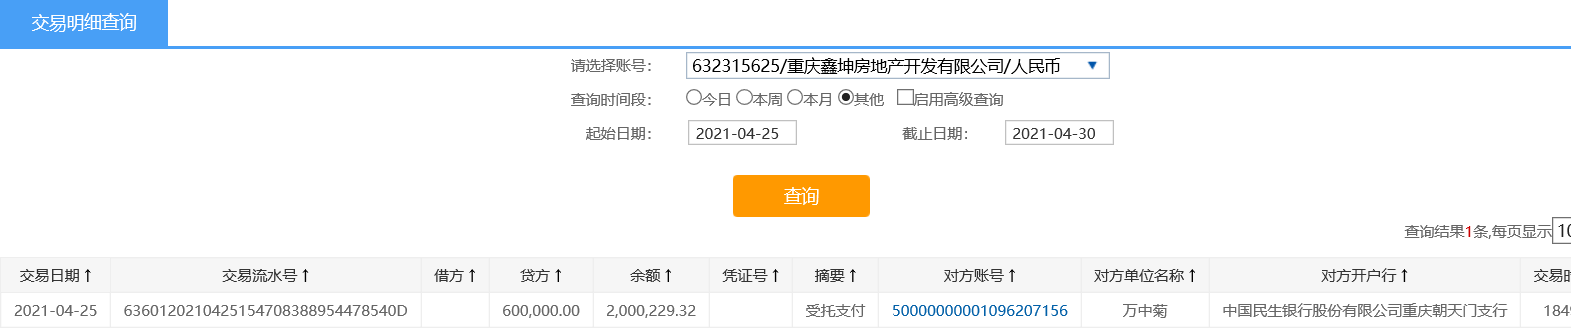 交易明细查询
请选择账号： 632315625/重庆鑫坤房地产开发有限公司/人民币
查询时间段： 今日 本周 本月 其他 启用高级查询
起始日期： 2021-04-25 截止日期： 2021-04-30
查询
查询结果1条,每页显示 10
交易日期↑ 交易流水号↑ 借方↑ 贷方↑ 余额↑ 凭证号↑ 摘要↑ 对方账号↑ 对方单位名称↑ 对方开户行↑ 交易
2021-04-25 63601202104251547083889544​78540D 600,000.00 2,000,229.32 受托支付 50000000001096207156 万中菊 中国民生银行股份有限公司重庆朝天门支行 184